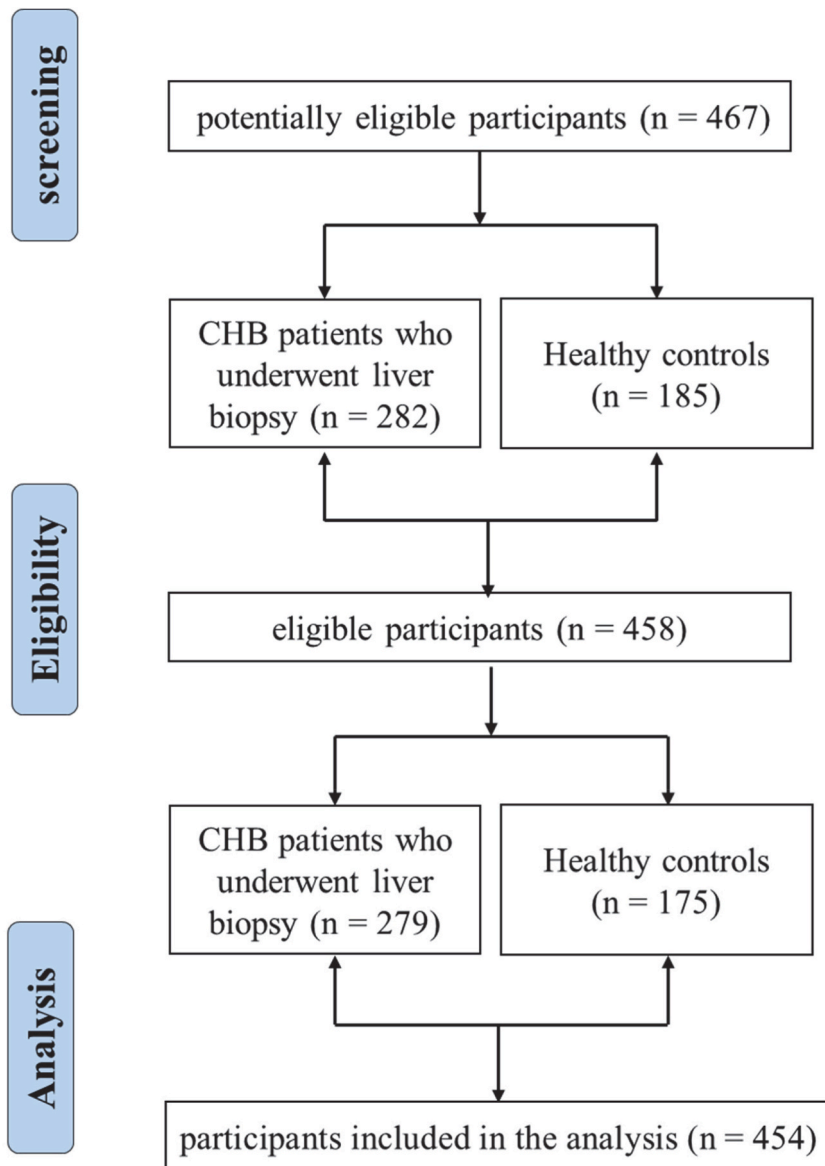 screening
potentially eligible participants (n = 467)
CHB patients who
underwent liver
biopsy (n = 282)
Healthy controls
(n = 185)
Eligibility
eligible participants (n = 458)
CHB patients who
underwent liver
biopsy (n = 279)
Healthy controls
(n = 175)
Analysis
participants included in the analysis (n = 454)